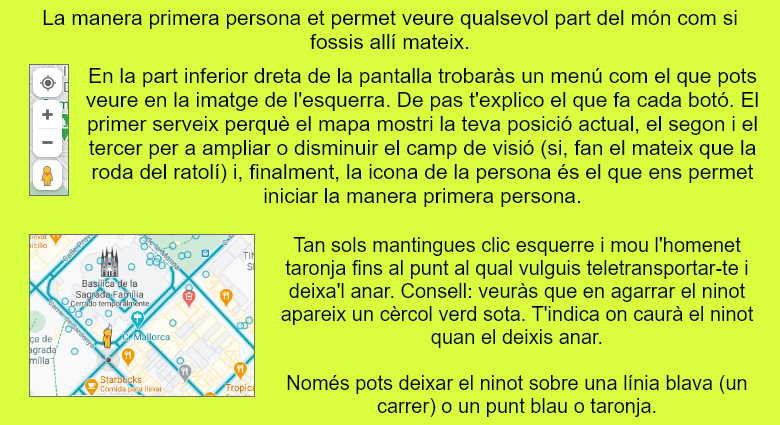 La manera primera persona et permet veure qualsevol part del món com si
fossis allí mateix.
En la part inferior dreta de la pantalla trobaràs un menú com el que pots
veure en la imatge de l'esquerra. De pas t'explico el que fa cada botó. El
primer serveix perquè el mapa mostri la teva posició actual, el segon i el
tercer per a ampliar o disminuir el camp de visió (si, fan el mateix que la
roda del ratolí) i, finalment, la icona de la persona és el que ens permet
iniciar la manera primera persona.
Tan sols mantingues clic esquerre i mou l'homenet
taronja fins al punt al qual vulguis teletransportar-te i
deixa'l anar. Consell: veuràs que en agarrar el ninot
apareix un cèrcol verd sota. T'indica on caurà el ninot
quan el deixis anar.
Només pots deixar el ninot sobre una línia blava (un
carrer) o un punt blau o taronja.
Basílica de la
Sagrada Família
Cerrado temporalmente
C. Mallorca
Starbucks
Comida para llevar